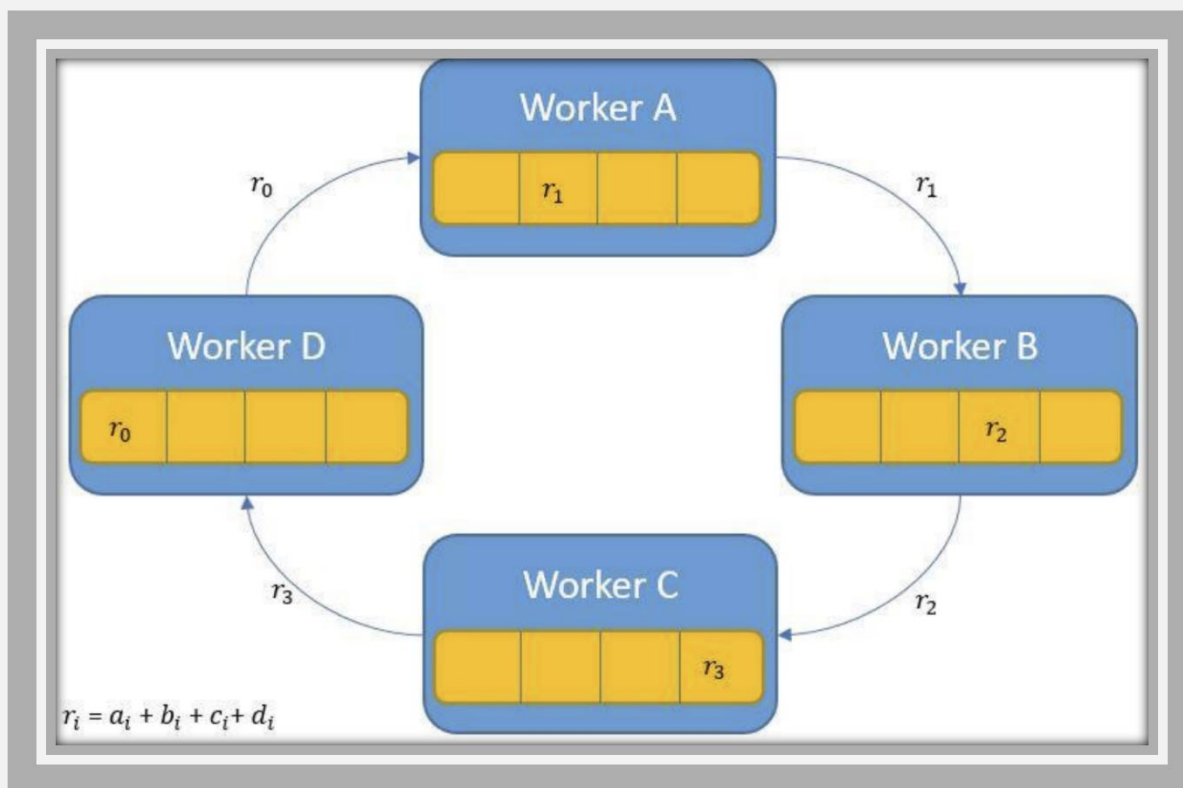 Worker A
r₁
r₀
r₁
Worker D
r₀
Worker B
r₂
Worker C
r₃
r₃
r₂
rᵢ = aᵢ + bᵢ + cᵢ+ dᵢ